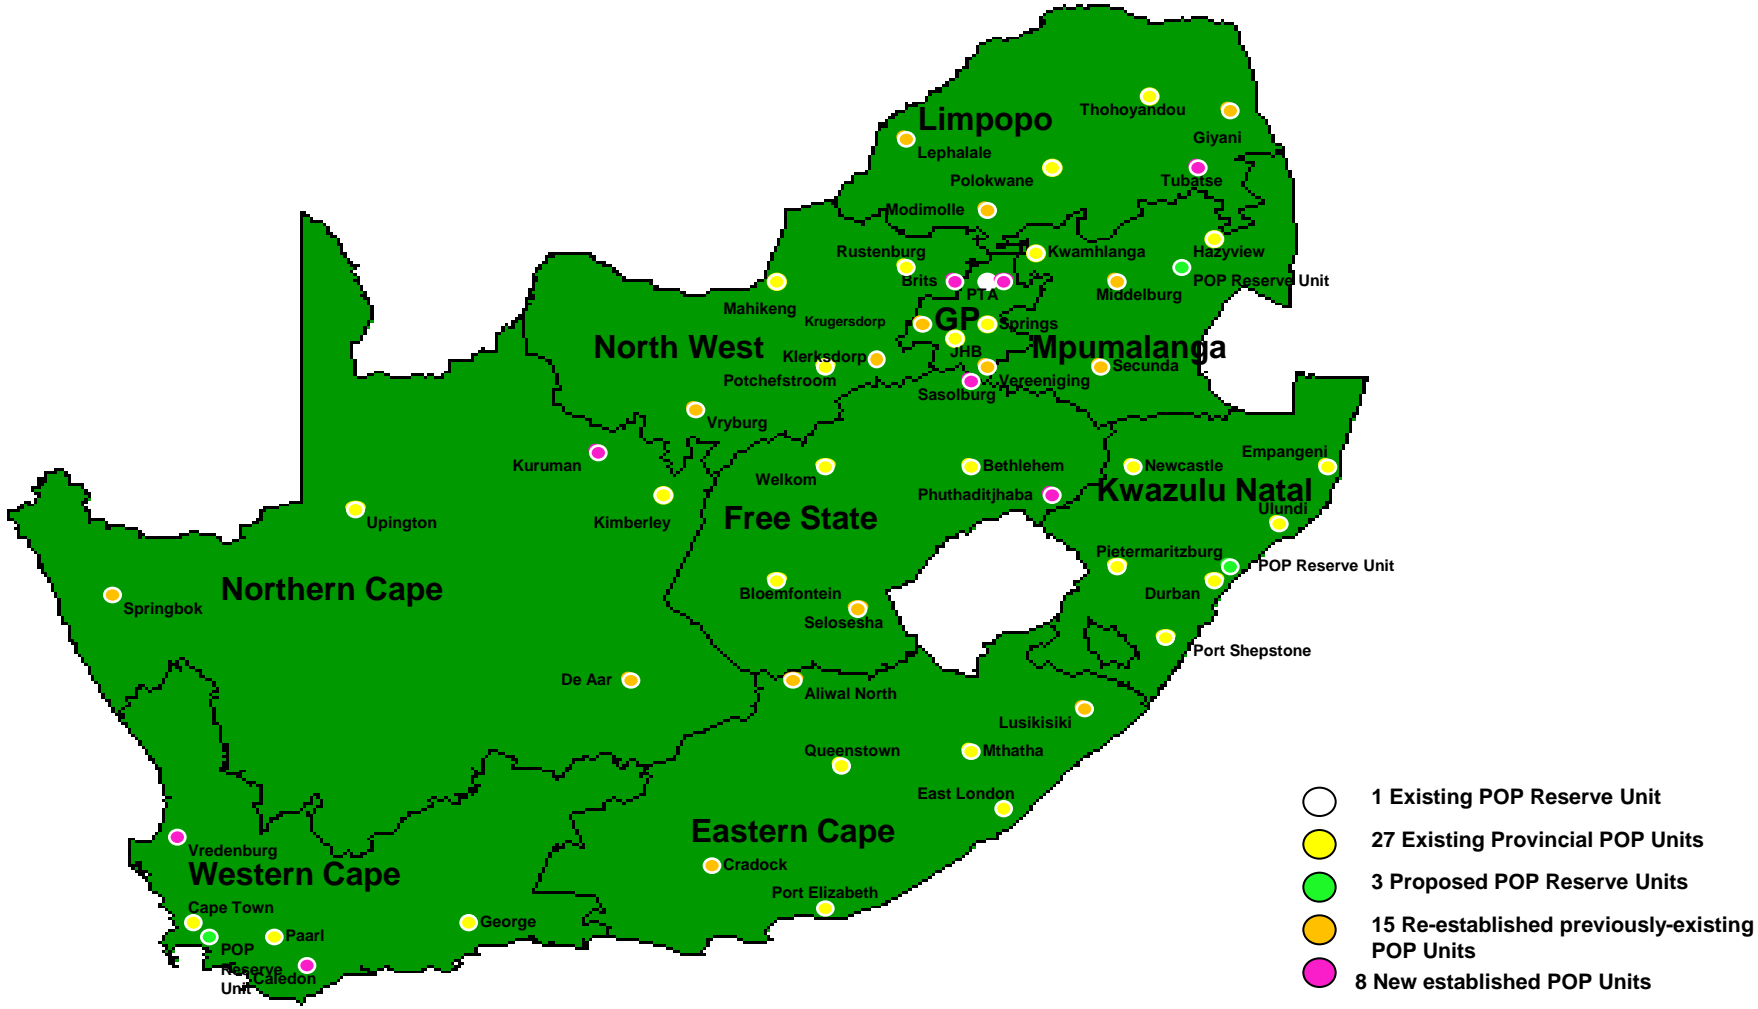 Thohoyandou
Limpopo
Giyani
Lephalale
Polokwane
Tubatse
Modimolle
Rustenburg
Kwamhlanga
Hazyview
Brits
POP Reserve Unit
PTA
Middelburg
Mahikeng
Krugersdorp
GP
Springs
North West
Mpumalanga
JHB
Klerksdorp
Potchefstroom
Secunda
Vereeniging
Sasolburg
Vryburg
Kuruman
Empangeni
Welkom
Bethlehem
Newcastle
Phuthaditjhaba
Kwazulu Natal
Ulundi
Upington
Kimberley
Free State
Pietermaritzburg
POP Reserve Unit
Northern Cape
Bloemfontein
Durban
Springbok
Selosesha
Port Shepstone
De Aar
Aliwal North
Lusikisiki
Queenstown
Mthatha
East London
Eastern Cape
Vredenburg
Western Cape
Cradock
Port Elizabeth
Cape Town
George
Paarl
POP
Reserve
Unit
Caledon
1 Existing POP Reserve Unit
27 Existing Provincial POP Units
3 Proposed POP Reserve Units
15 Re-established previously-existing
POP Units
8 New established POP Units